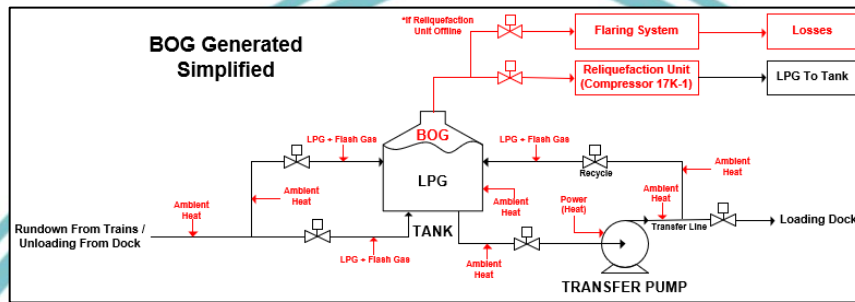 BOG Generated
Simplified
*If Reliquefaction
Unit Offline
Flaring System
Losses
Reliquefaction Unit
(Compressor 17K-1)
LPG To Tank
BOG
LPG + Flash Gas
LPG + Flash Gas
LPG
Recycle
Ambient
Heat
Ambient
Heat
Ambient
Heat
Ambient
Heat
Ambient
Heat
Power
(Heat)
Rundown From Trains /
Unloading From Dock
TANK
Transfer Line
Loading Dock
LPG + Flash Gas
Ambient
Heat
TRANSFER PUMP